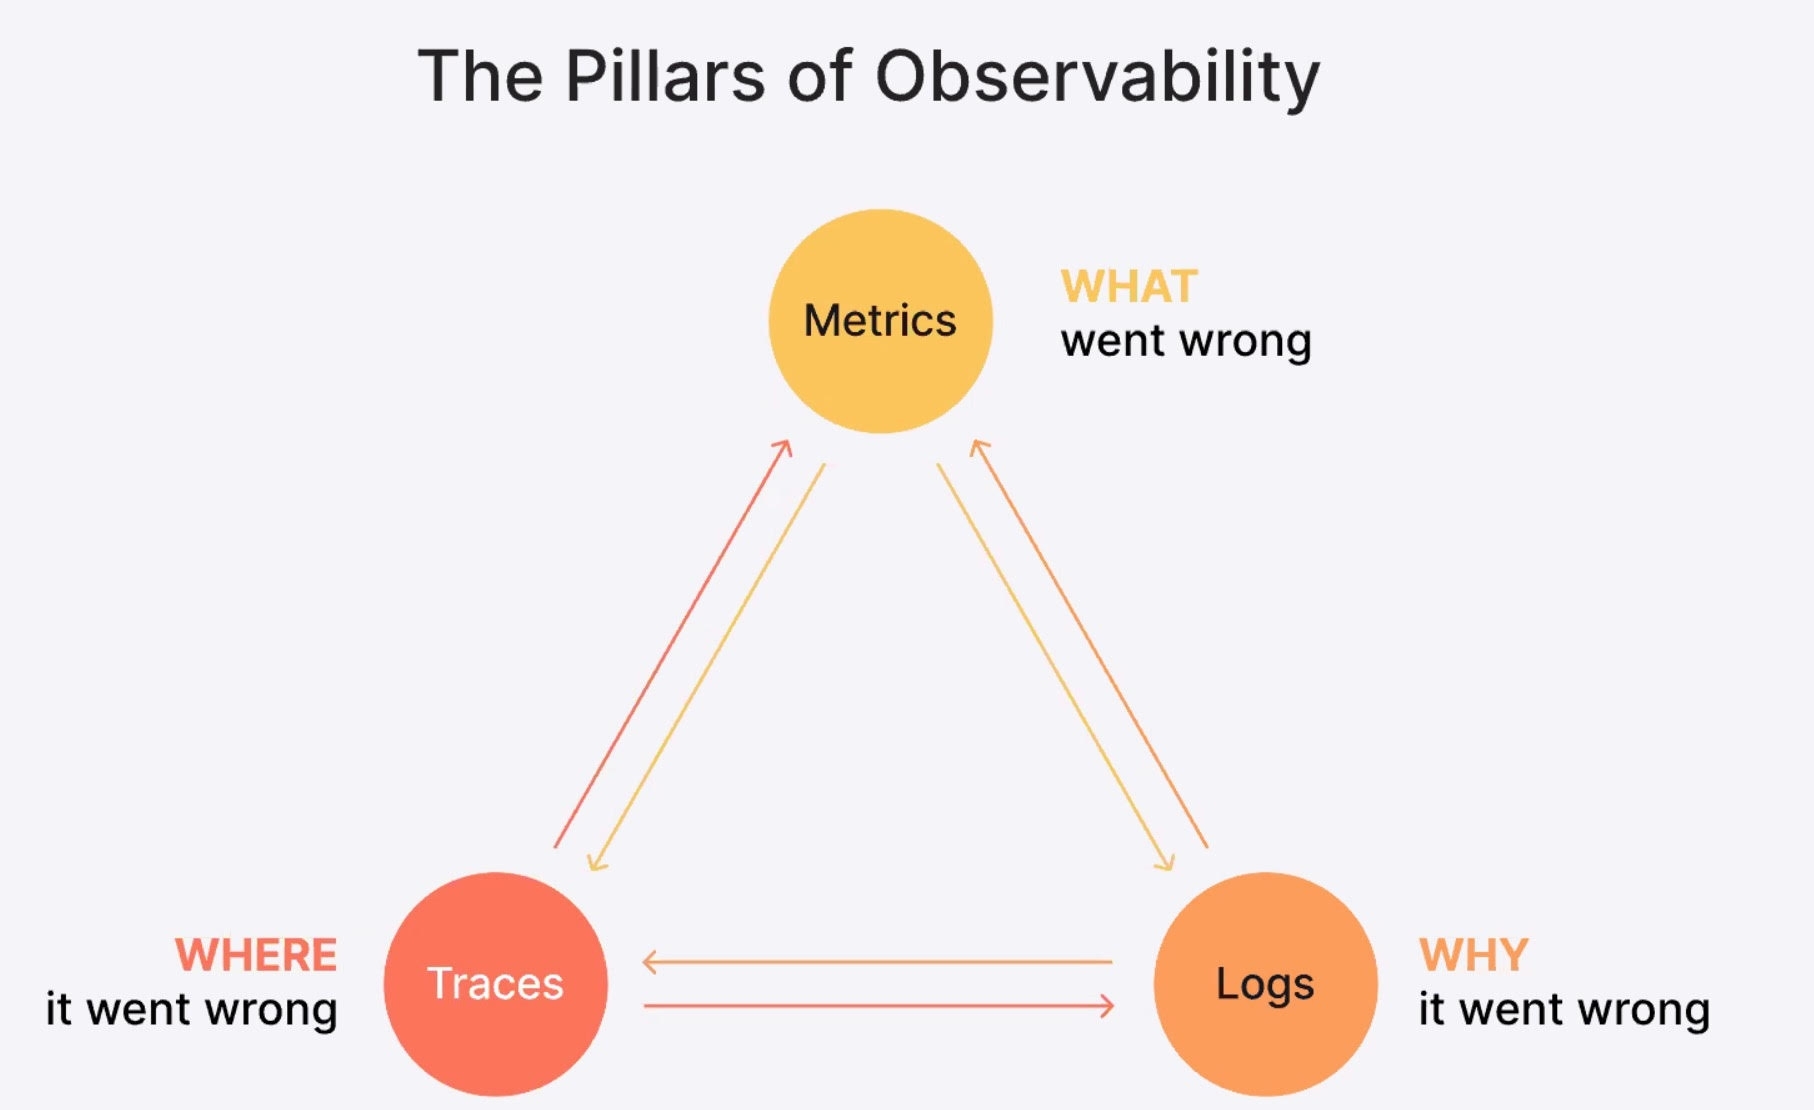 The Pillars of Observability
Metrics
WHAT
went wrong
WHERE
it went wrong
Traces
Logs
WHY
it went wrong